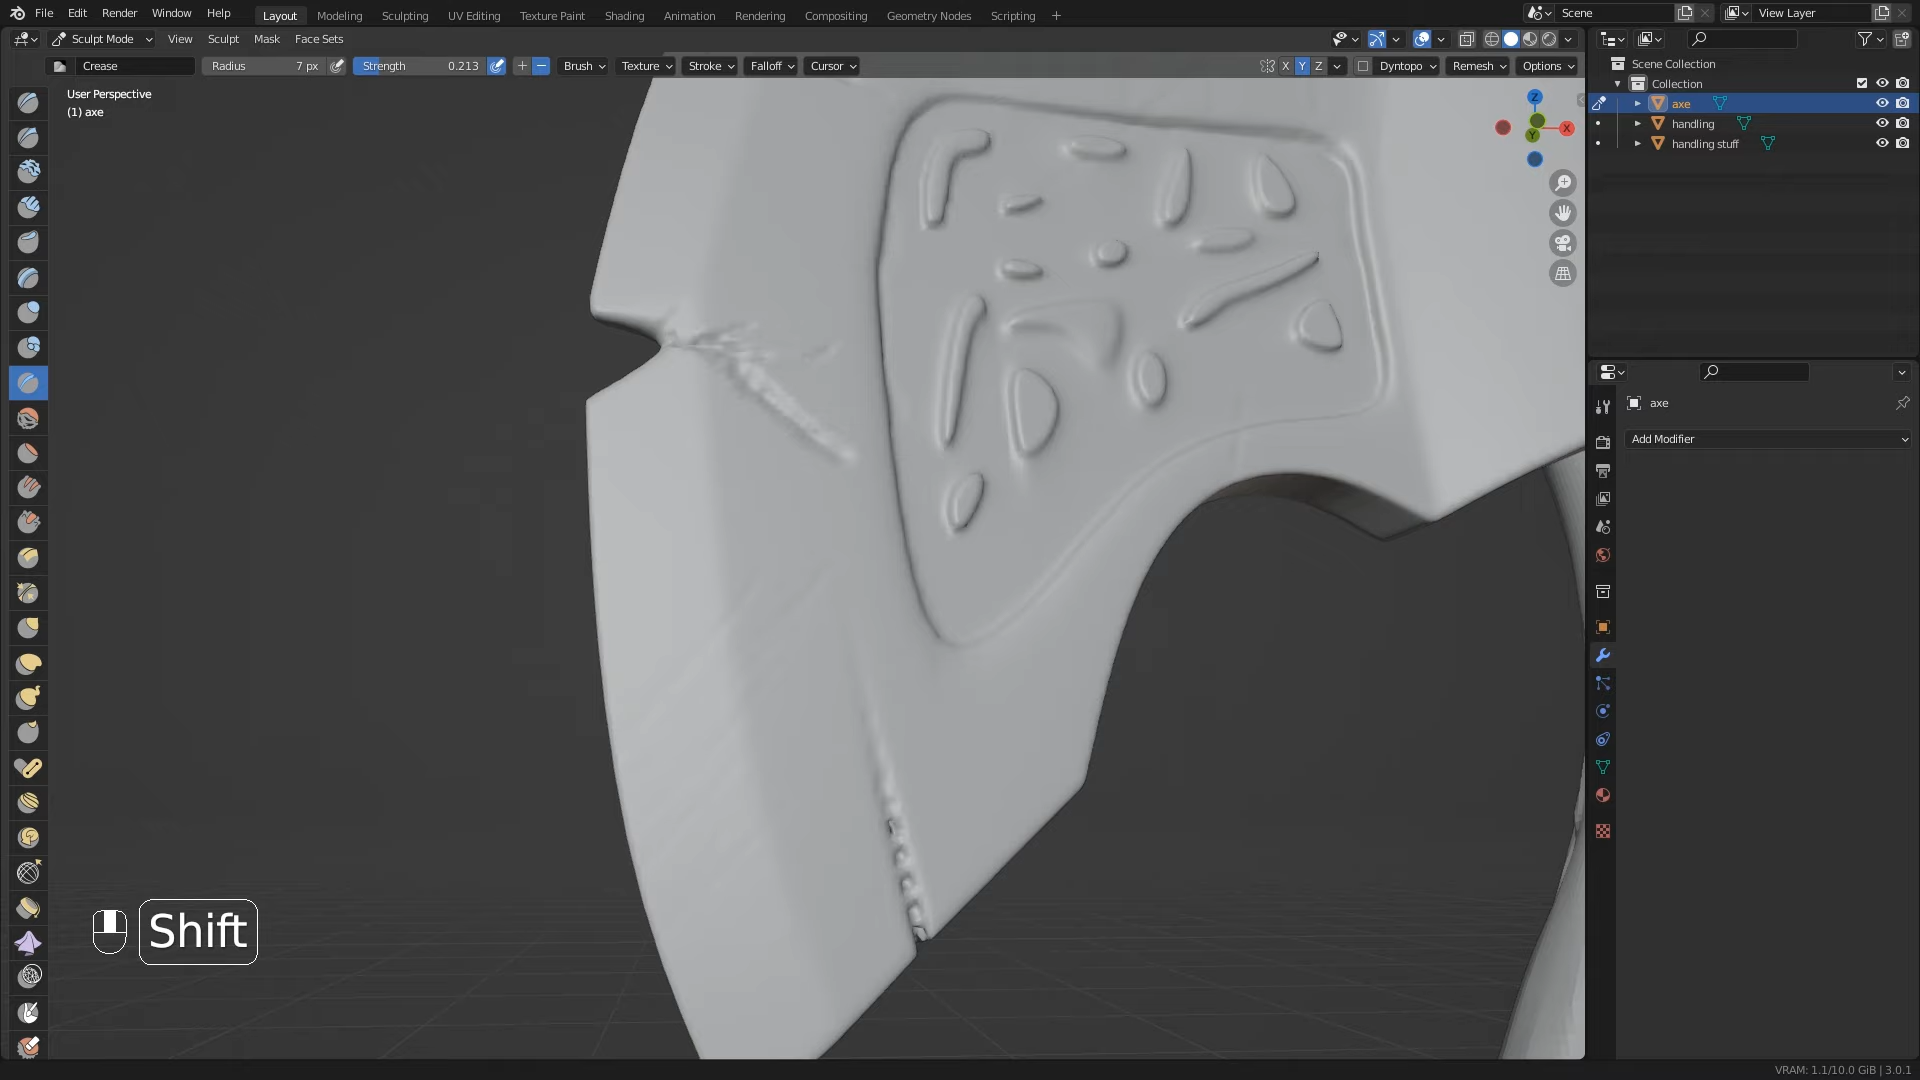 File Edit Render Window Help Layout Modeling Sculpting UV Editing Texture Paint Shading Animation Rendering Compositing Geometry Nodes Scripting + Scene View Layer
Sculpt Mode View Sculpt Mask Face Sets
Crease Radius 7 px Strength 0.213 Brush Texture Stroke Falloff Cursor X Y Z Dyntopo Remesh Options
User Perspective
(1) axe
Z
X
Y
Shift
Scene Collection
Collection
axe
handling
handling stuff
axe
Add Modifier
VRAM: 1.1/10.0 GiB | 3.0.1